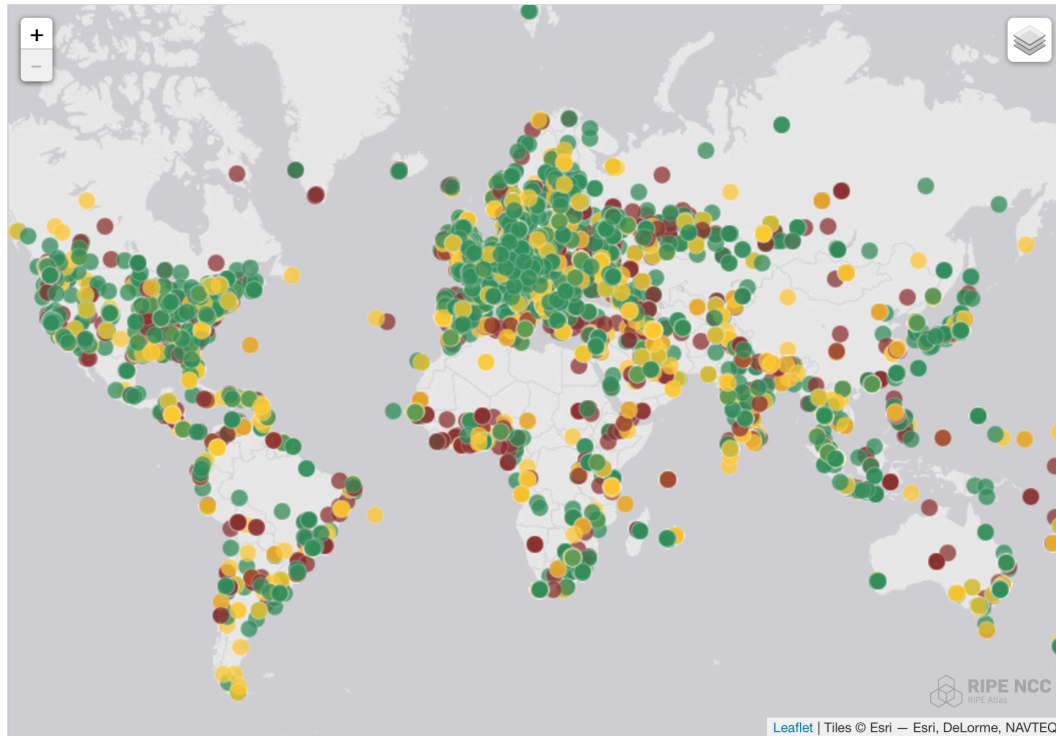 +
−
RIPE NCC
RIPE Atlas
Leaflet | Tiles © Esri — Esri, DeLorme, NAVTEQ